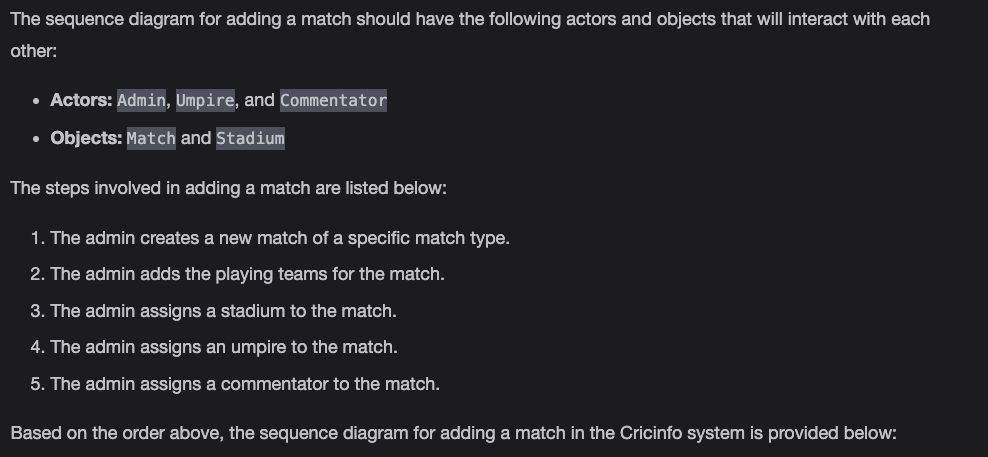 The sequence diagram for adding a match should have the following actors and objects that will interact with each
other:
• Actors: Admin, Umpire, and Commentator
• Objects: Match and Stadium
The steps involved in adding a match are listed below:
1. The admin creates a new match of a specific match type.
2. The admin adds the playing teams for the match.
3. The admin assigns a stadium to the match.
4. The admin assigns an umpire to the match.
5. The admin assigns a commentator to the match.
Based on the order above, the sequence diagram for adding a match in the Cricinfo system is provided below: